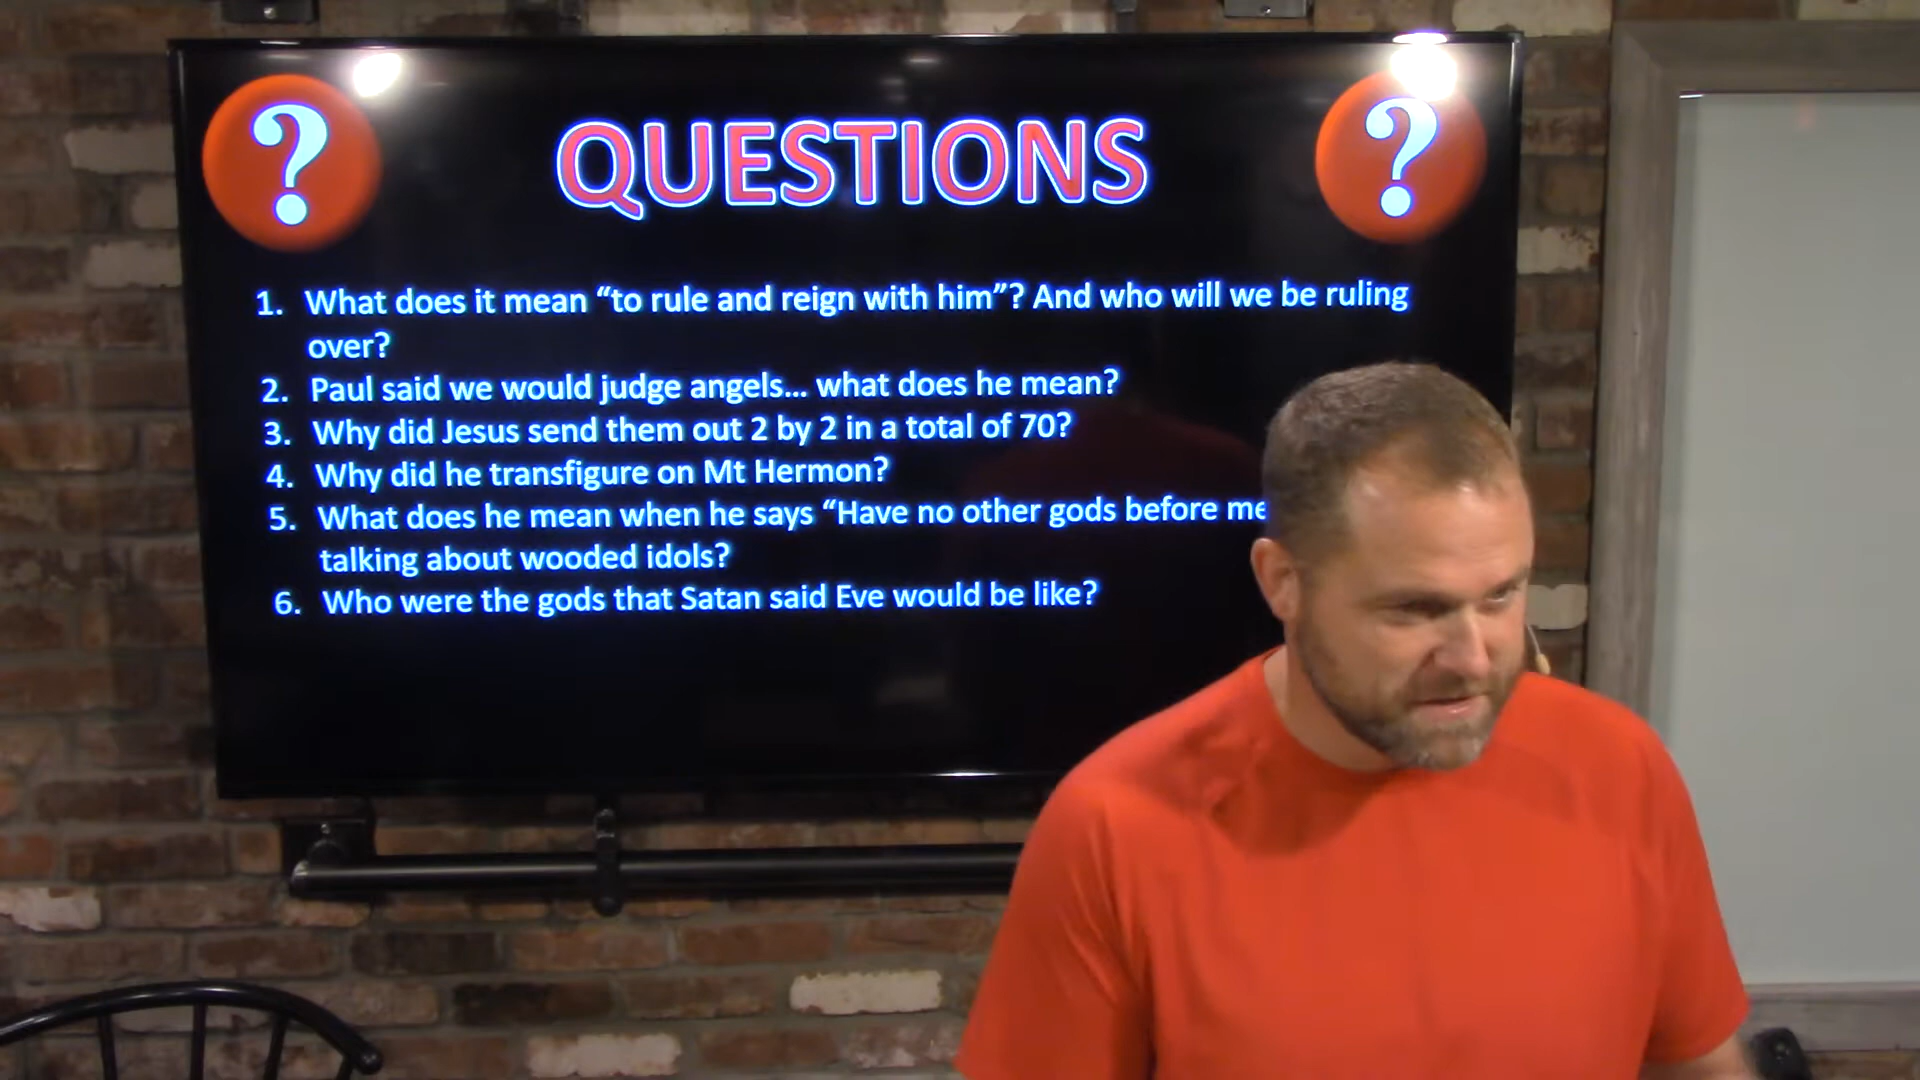 ? QUESTIONS ?
1. What does it mean “to rule and reign with him”? And who will we be ruling
over?
2. Paul said we would judge angels... what does he mean?
3. Why did Jesus send them out 2 by 2 in a total of 70?
4. Why did he transfigure on Mt Hermon?
5. What does he mean when he says “Have no other gods before me
talking about wooded idols?
6. Who were the gods that Satan said Eve would be like?